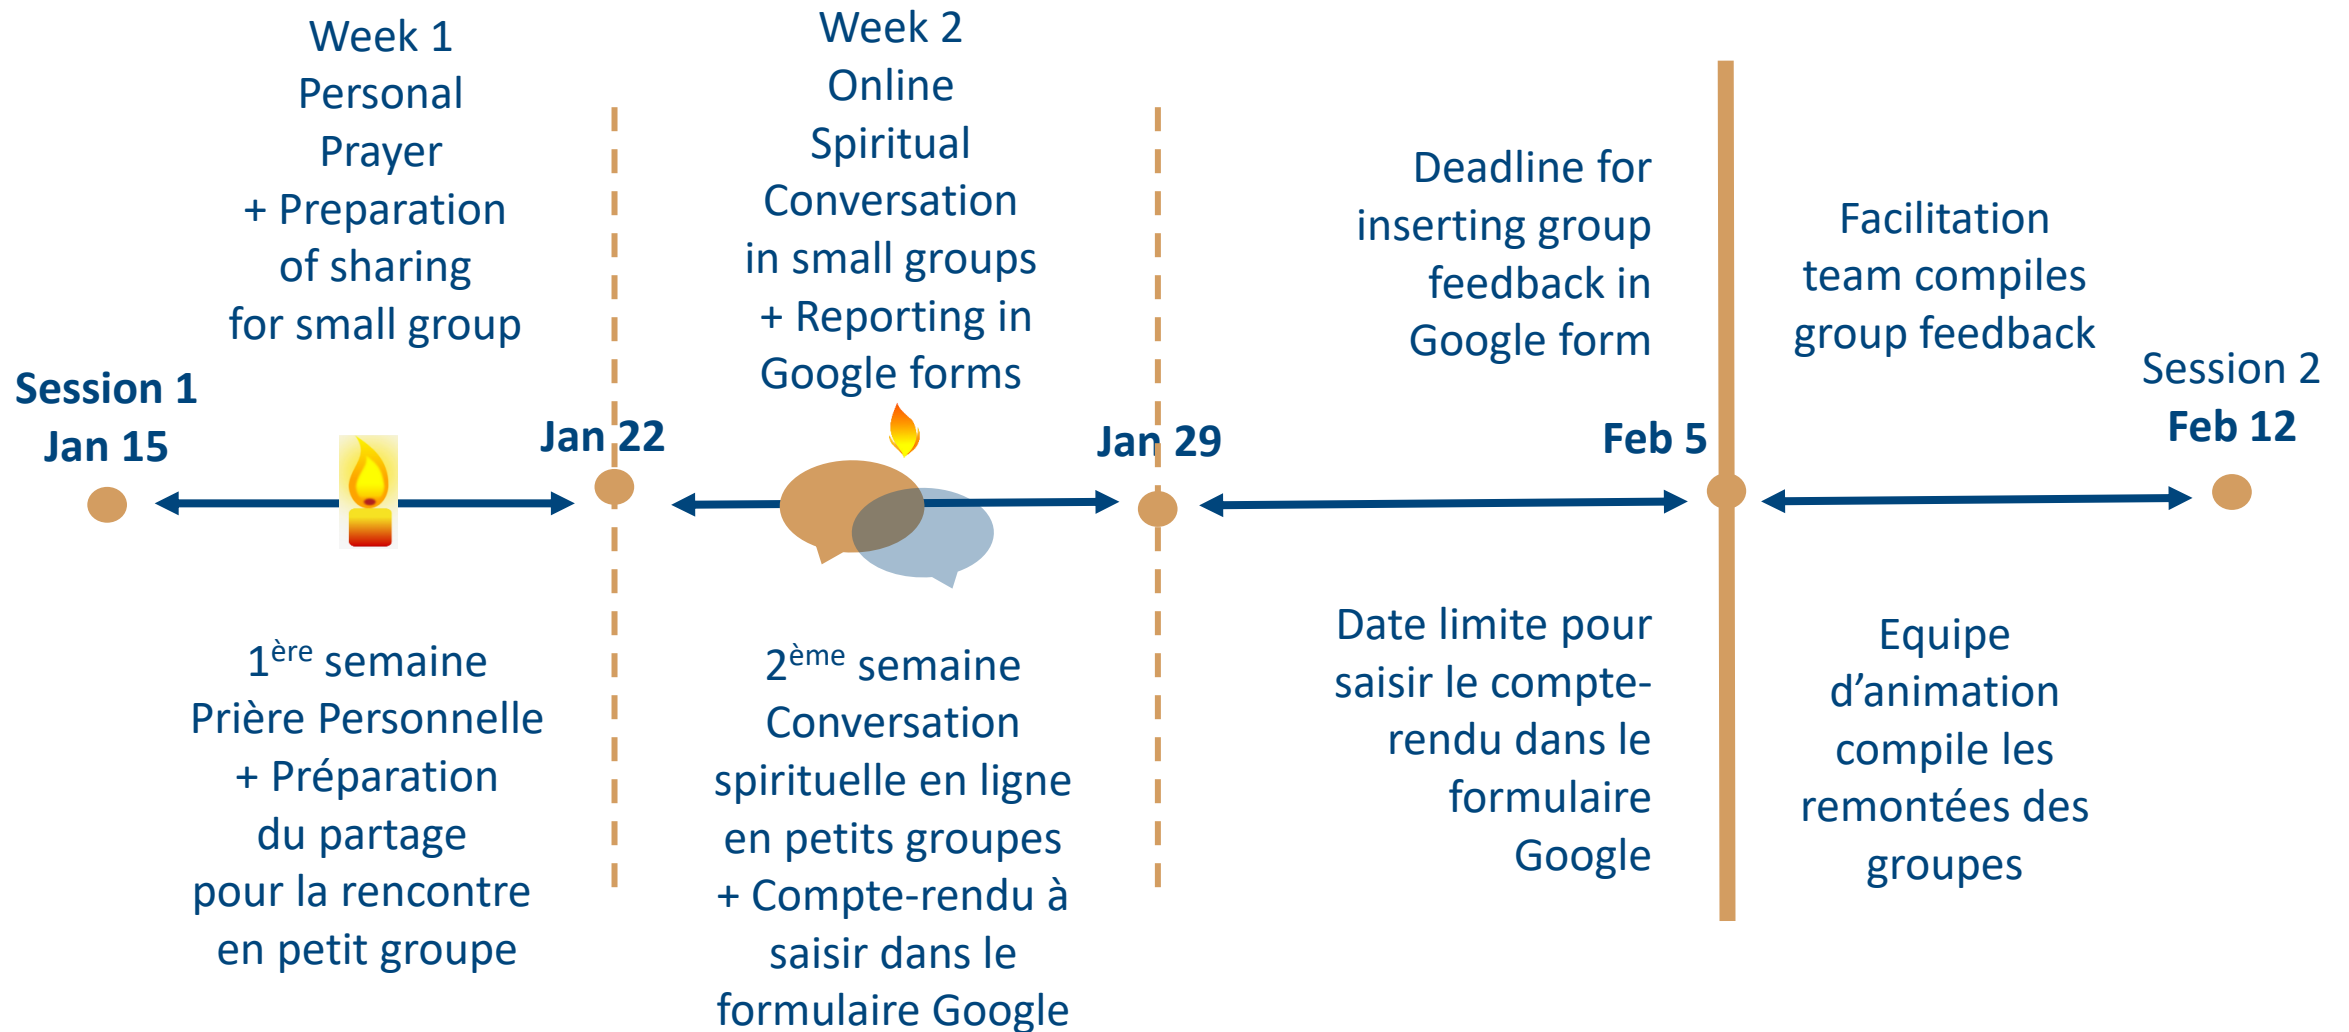 Week 1
Personal
Prayer
+ Preparation
of sharing
for small group
Week 2
Online
Spiritual
Conversation
in small groups
+ Reporting in
Google forms
Deadline for
inserting group
feedback in
Google form
Facilitation
team compiles
group feedback
Session 1
Jan 15
Jan 22
Jan 29
Feb 5
Session 2
Feb 12
1ère semaine
Prière Personnelle
+ Préparation
du partage
pour la rencontre
en petit groupe
2ème semaine
Conversation
spirituelle en ligne
en petits groupes
+ Compte-rendu à
saisir dans le
formulaire Google
Date limite pour
saisir le compte-
rendu dans le
formulaire
Google
Equipe
d’animation
compile les
remontées des
groupes